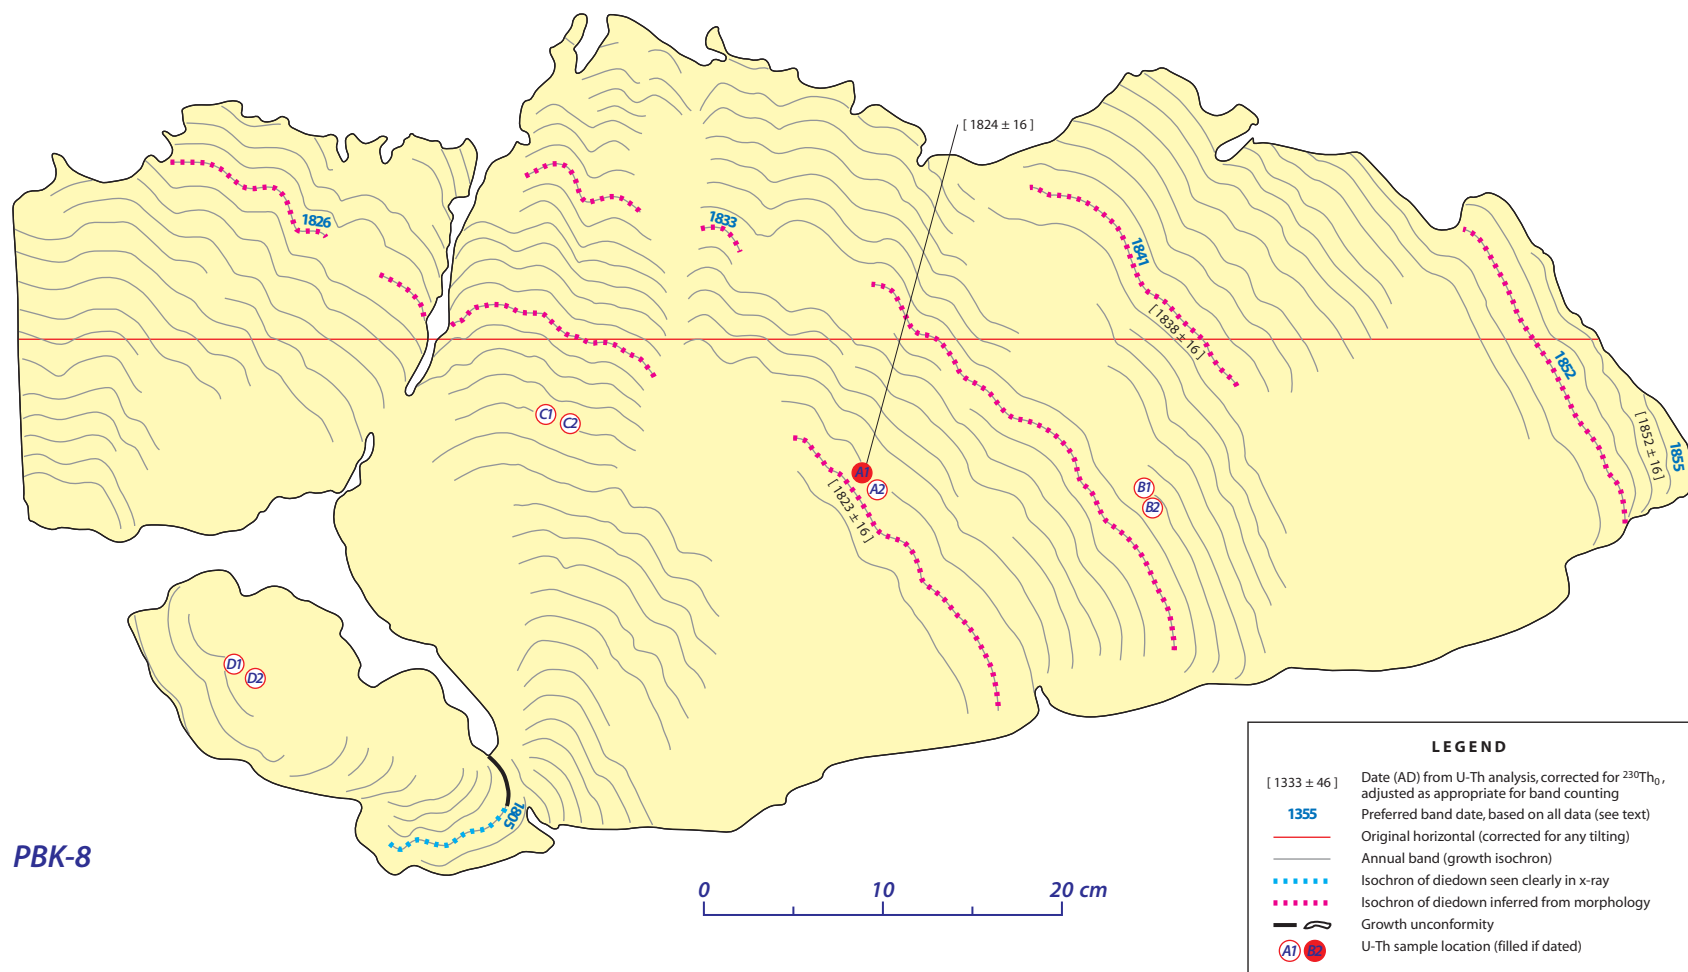 [ 1824 ± 16 ]
1826
1833
1841
[ 1838 ± 16 ]
1852
[ 1852 ± 16 ]
1855
C1
C2
A1
A2
[ 1823 ± 16 ]
B1
B2
D1
D2
1805
PBK-8
0 10 20 cm
LEGEND
[ 1333 ± 46 ] Date (AD) from U-Th analysis, corrected for ²³⁰Th₀,
adjusted as appropriate for band counting
1355 Preferred band date, based on all data (see text)
Original horizontal (corrected for any tilting)
Annual band (growth isochron)
Isochron of diedown seen clearly in x-ray
Isochron of diedown inferred from morphology
Growth unconformity
A1 B2 U-Th sample location (filled if dated)